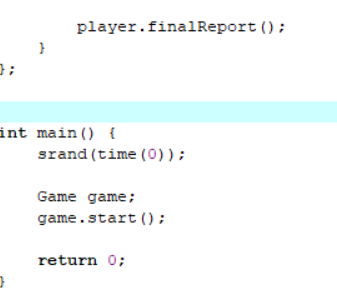 player.finalReport();
}
};
int main() {
srand(time(0));
Game game;
game.start();
return 0;
}